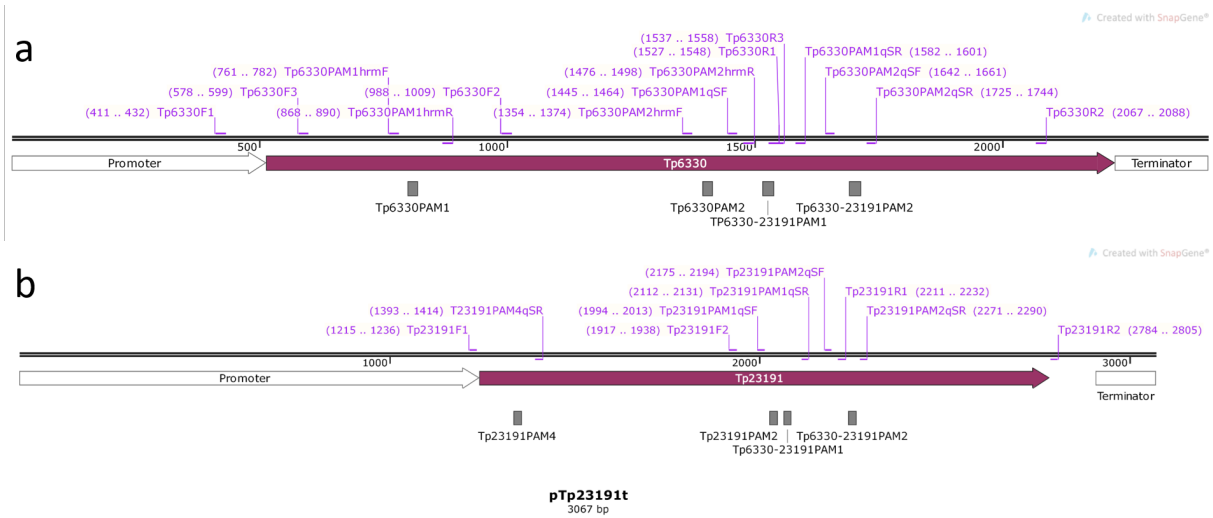 Created with SnapGene®
a
(1537 .. 1558) Tp6330R3
(1527 .. 1548) Tp6330R1
Tp6330PAM1qSR (1582 .. 1601)
(761 .. 782) Tp6330PAM1hrmF
(1476 .. 1498) Tp6330PAM2hrmR
Tp6330PAM2qSF (1642 .. 1661)
(578 .. 599) Tp6330F3
(988 .. 1009) Tp6330F2
(1445 .. 1464) Tp6330PAM1qSF
Tp6330PAM2qSR (1725 .. 1744)
(411 .. 432) Tp6330F1
(868 .. 890) Tp6330PAM1hrmR
(1354 .. 1374) Tp6330PAM2hrmF
Tp6330R2 (2067 .. 2088)
500 1000 1500 2000
Promoter Tp6330 Terminator
Tp6330PAM1 Tp6330PAM2 Tp6330-23191PAM2
TP6330-23191PAM1
Created with SnapGene®
b
(2175 .. 2194) Tp23191PAM2qSF
(2112 .. 2131) Tp23191PAM1qSR
Tp23191R1 (2211 .. 2232)
(1393 .. 1414) T23191PAM4qSR
(1994 .. 2013) Tp23191PAM1qSF
Tp23191PAM2qSR (2271 .. 2290)
(1215 .. 1236) Tp23191F1
(1917 .. 1938) Tp23191F2
Tp23191R2 (2784 .. 2805)
1000 2000 3000
Promoter Tp23191
Terminator
Tp23191PAM4 Tp23191PAM2 Tp6330-23191PAM2
Tp6330-23191PAM1
pTp23191t
3067 bp